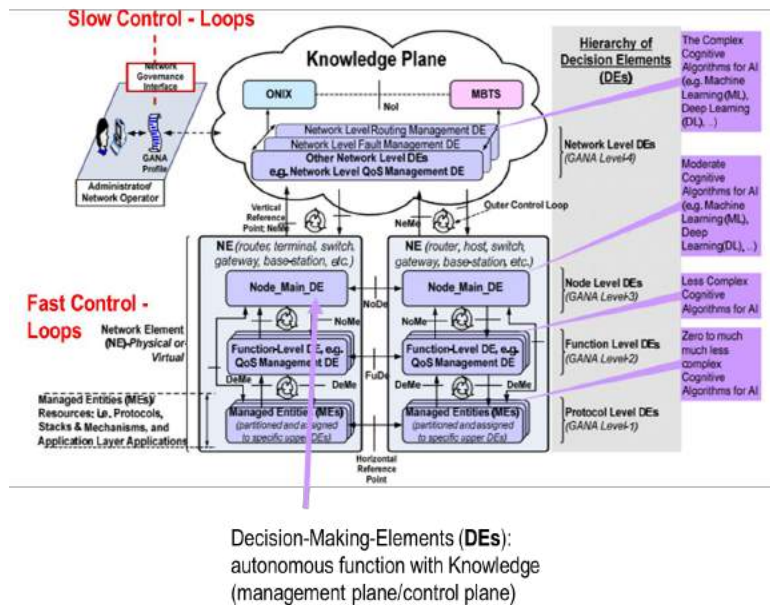 Slow Control - Loops
Network
Governance
Interface
GANA
Profile
Administrator/
Network Operator
Knowledge Plane
ONIX
NoI
MBTS
Network Level Routing Management DE
Network Level Fault Management DE
Other Network Level DEs
e.g. Network Level QoS Management DE
Vertical
Reference
Point; NeMe
NeMe
Outer Control Loop
Hierarchy of
Decision Elements
(DEs)
Network Level DEs
(GANA Level-4)
Node Level DEs
(GANA Level-3)
Function Level DEs
(GANA Level-2)
Protocol Level DEs
(GANA Level-1)
The Complex
Cognitive
Algorithms for AI
(e.g. Machine
Learning (ML),
Deep Learning
(DL), ..)
Moderate
Cognitive
Algorithms for AI
(e.g. Machine
Learning (ML),
Deep
Learning(DL), ..)
Less Complex
Cognitive
Algorithms for AI
Zero to much
much less
complex
Cognitive
Algorithms for AI
Fast Control -
Loops
Network Element
(NE)-Physical or
Virtual
Managed Entities (MEs)/
Resources; i.e. Protocols,
Stacks & Mechanisms, and
Application Layer Applications
NE (router, terminal, switch,
gateway, base-station, etc.)
Node_Main_DE
NoMe
Function-Level DE, e.g.
QoS Management DE
DeMe
DeMe
Managed Entities (MEs)
(partitioned and assigned
to specific upper DEs)
NoDe
FuDe
Horizontal
Reference
Point
NE (router, host, switch,
gateway, base-station, etc.)
Node_Main_DE
NoMe
Function-Level DE, e.g.
QoS Management DE
DeMe
DeMe
Managed Entities (MEs)
(partitioned and assigned
to specific upper DEs)
Decision-Making-Elements (DEs):
autonomous function with Knowledge
(management plane/control plane)